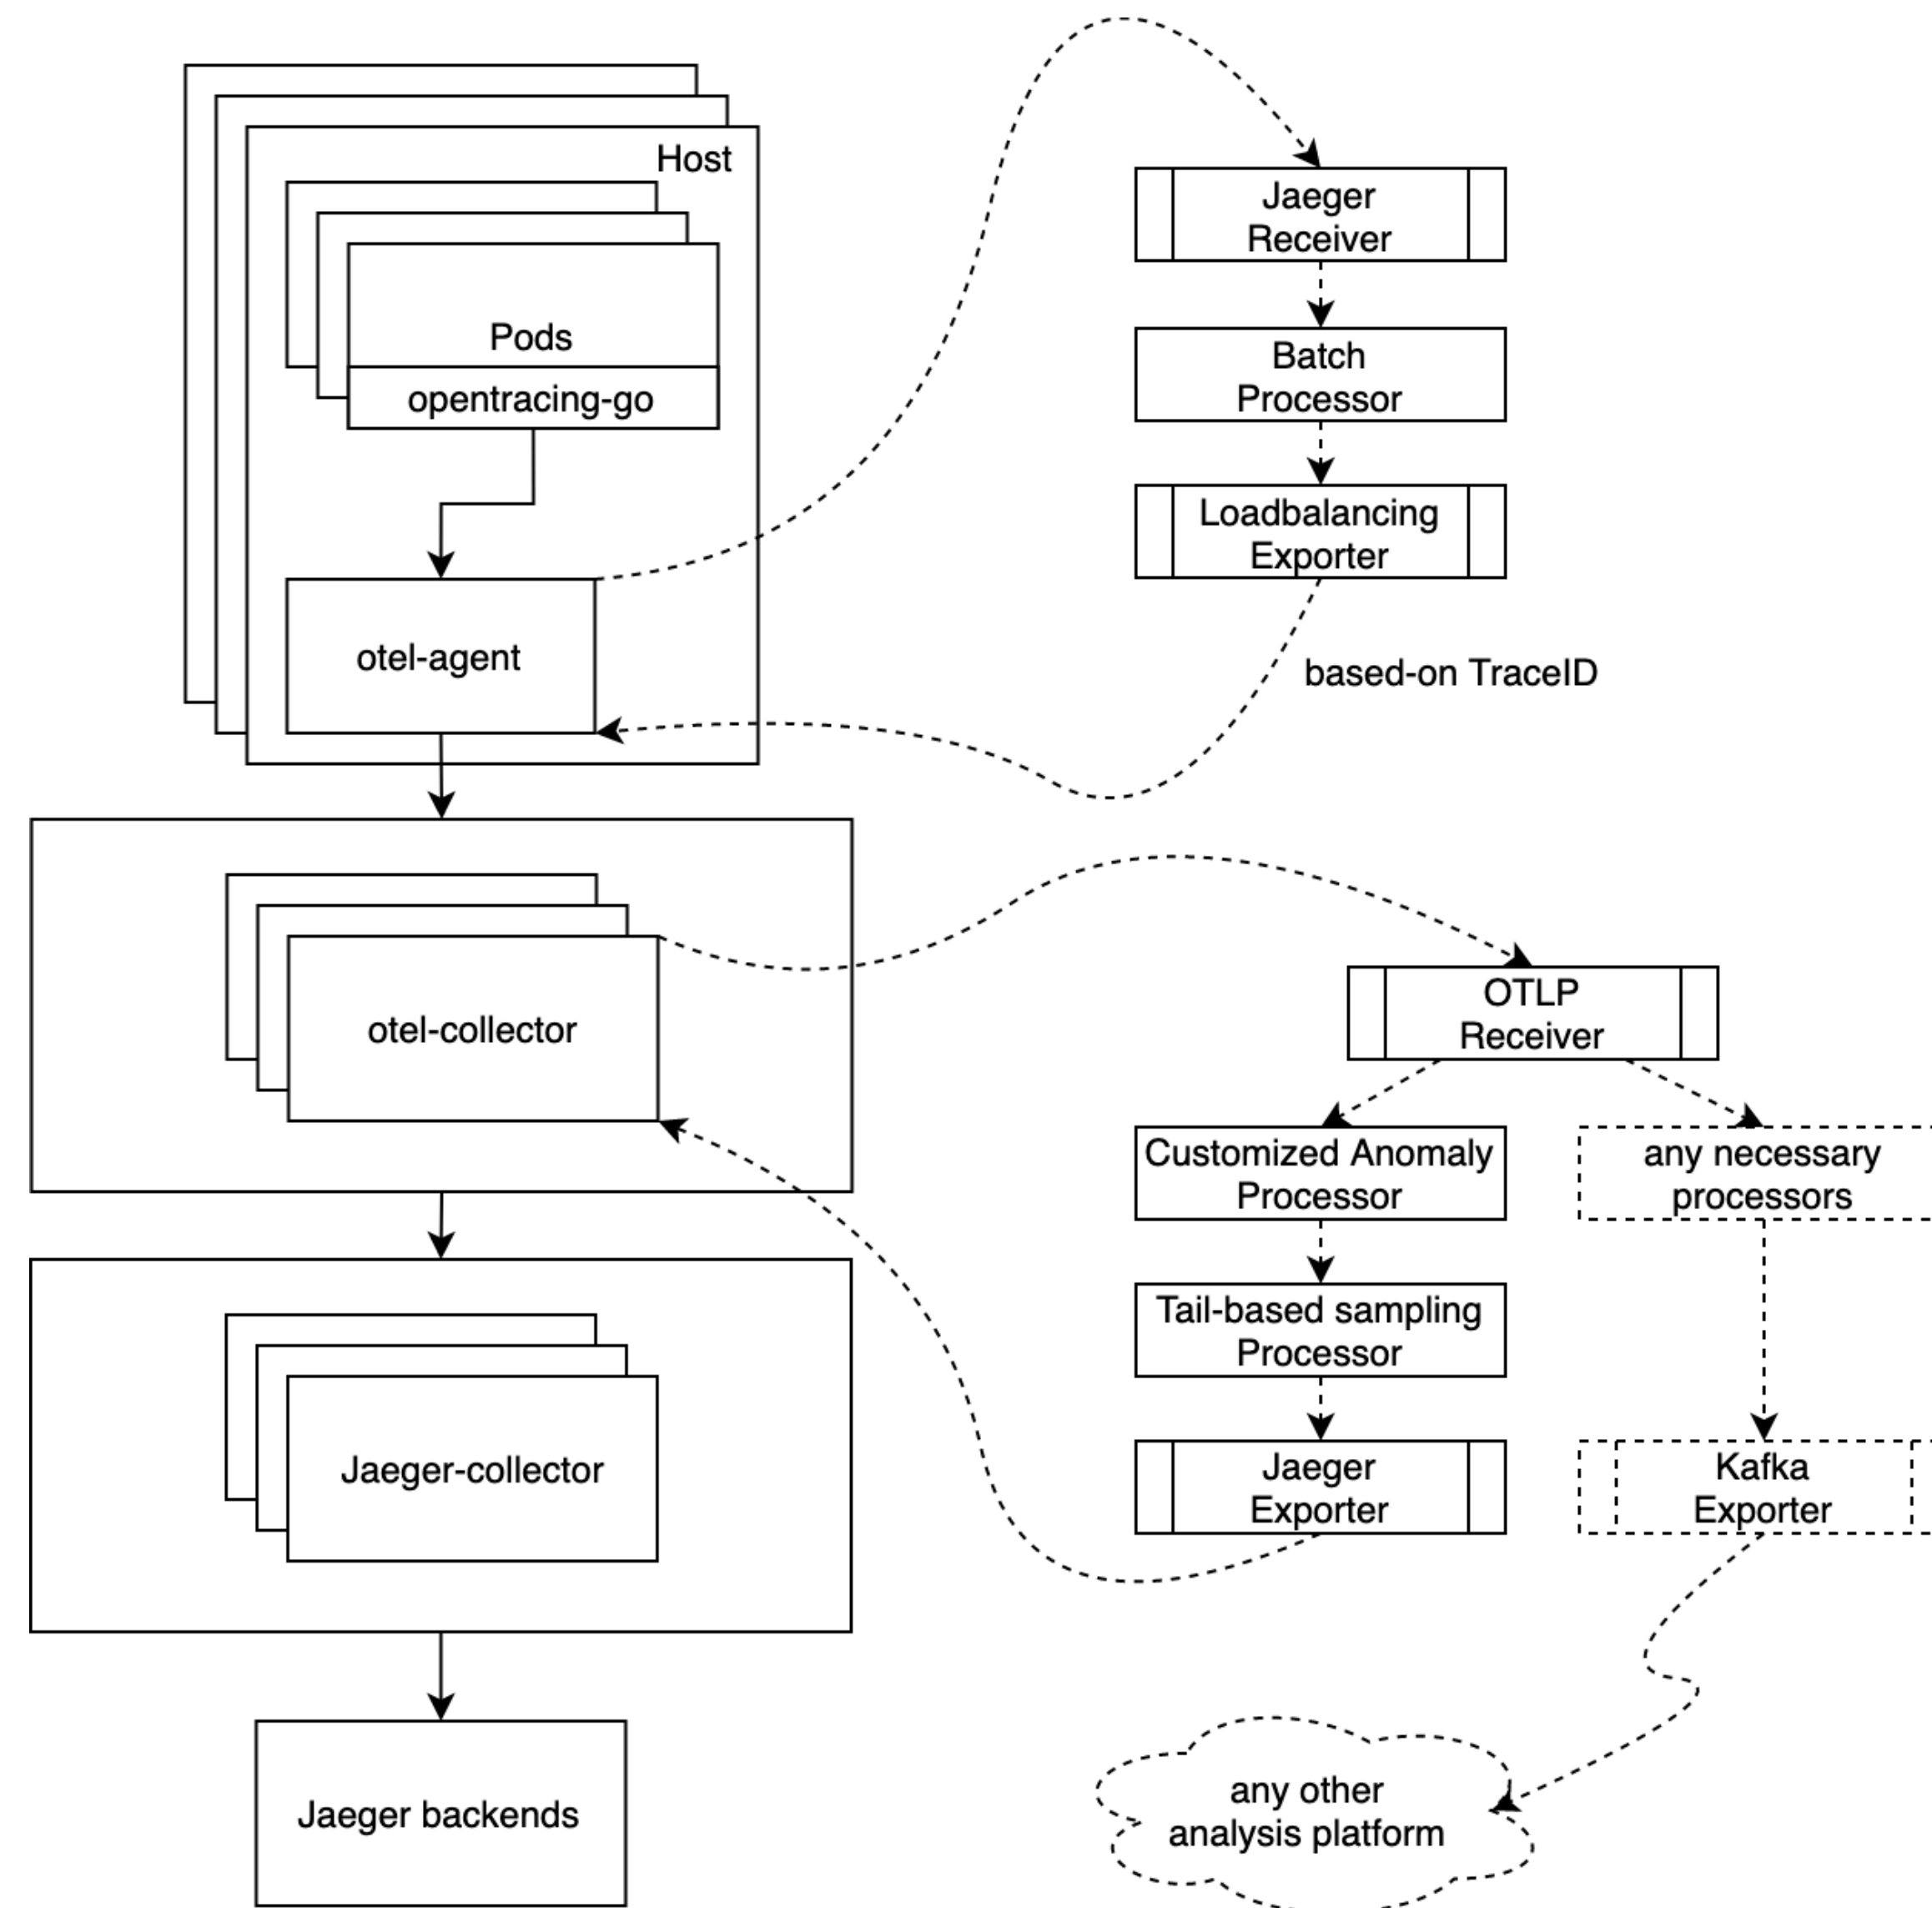 Host
Pods
opentracing-go
otel-agent
Jaeger
Receiver
Batch
Processor
Loadbalancing
Exporter
based-on TraceID
otel-collector
OTLP
Receiver
Customized Anomaly
Processor
any necessary
processors
Tail-based sampling
Processor
Jaeger
Exporter
Kafka
Exporter
Jaeger-collector
Jaeger backends
any other
analysis platform